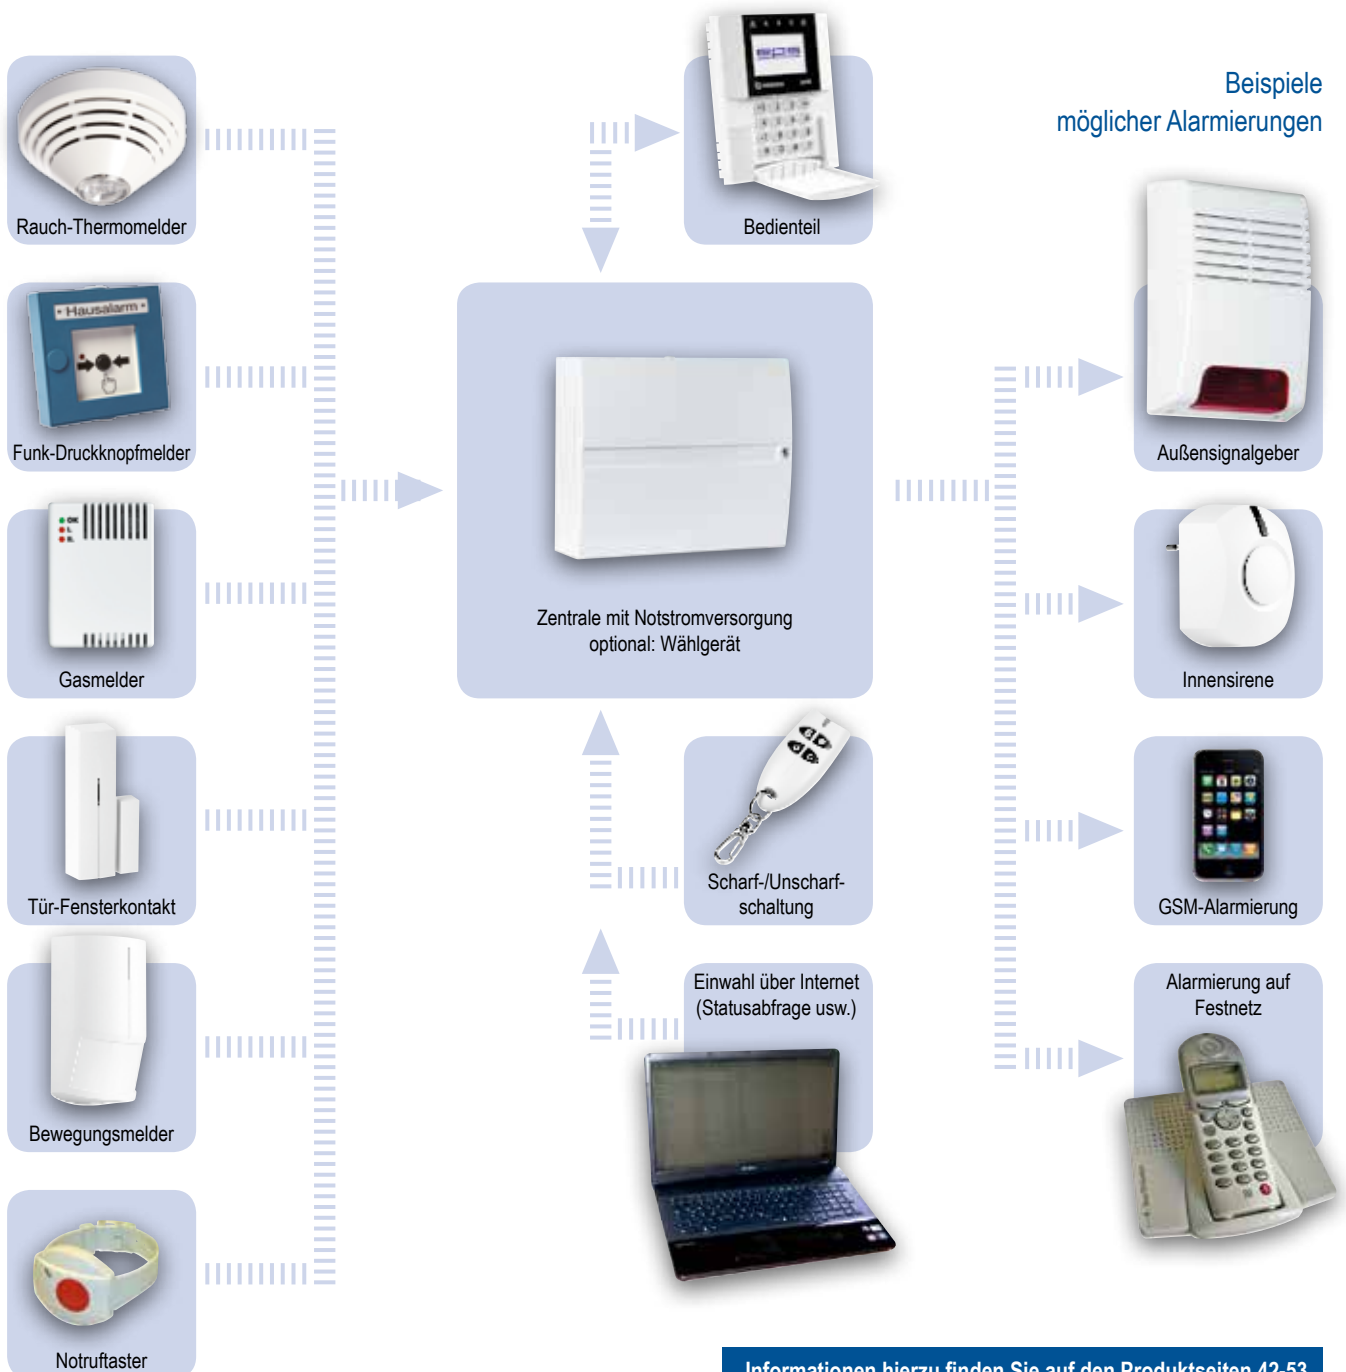 Beispiele
möglicher Alarmierungen
Rauch-Thermomelder
Hausalarm
Funk-Druckknopfmelder
OK
Gasmelder
Tür-Fensterkontakt
Bewegungsmelder
Notruftaster
Bedienteil
Zentrale mit Notstromversorgung
optional: Wählgerät
Scharf-/Unscharf-
schaltung
Einwahl über Internet
(Statusabfrage usw.)
Außensignalgeber
Innensirene
GSM-Alarmierung
Alarmierung auf
Festnetz
Informationen hierzu finden Sie auf den Produktseiten 42-53